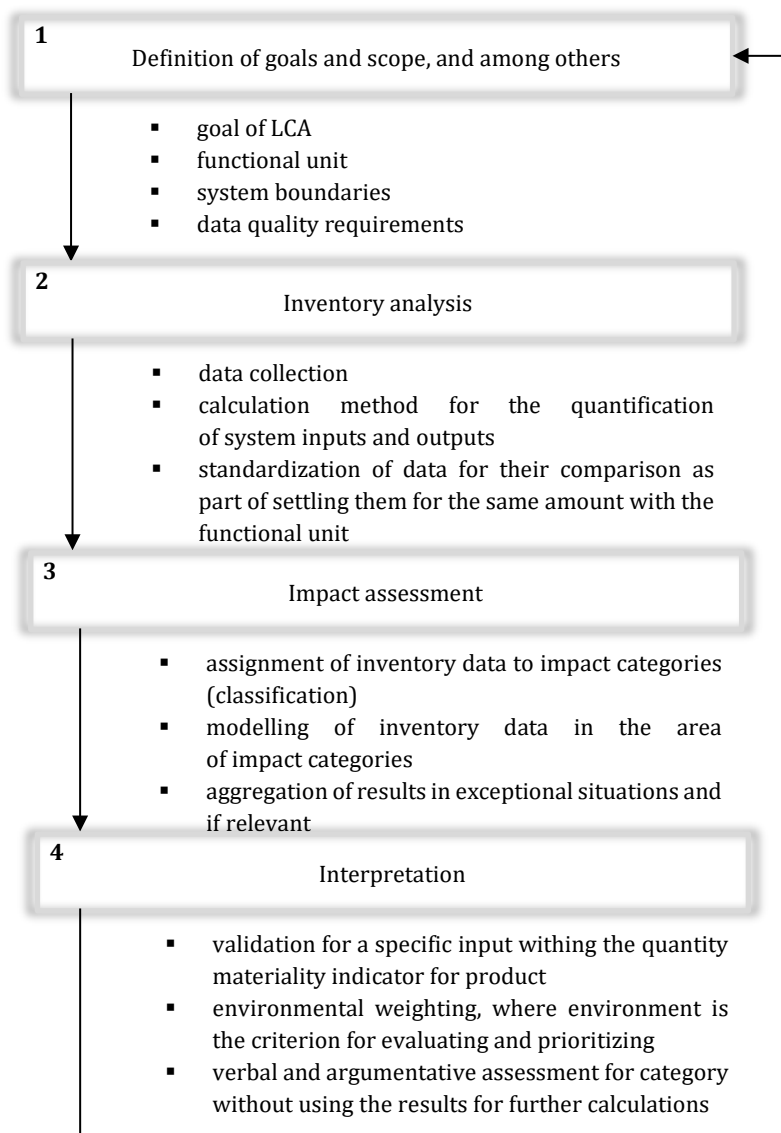 1
Definition of goals and scope, and among others
▪ goal of LCA
▪ functional unit
▪ system boundaries
▪ data quality requirements
2
Inventory analysis
▪ data collection
▪ calculation method for the quantification
of system inputs and outputs
▪ standardization of data for their comparison as
part of settling them for the same amount with the
functional unit
3
Impact assessment
▪ assignment of inventory data to impact categories
(classification)
▪ modelling of inventory data in the area
of impact categories
▪ aggregation of results in exceptional situations and
if relevant
4
Interpretation
▪ validation for a specific input withing the quantity
materiality indicator for product
▪ environmental weighting, where environment is
the criterion for evaluating and prioritizing
▪ verbal and argumentative assessment for category
without using the results for further calculations